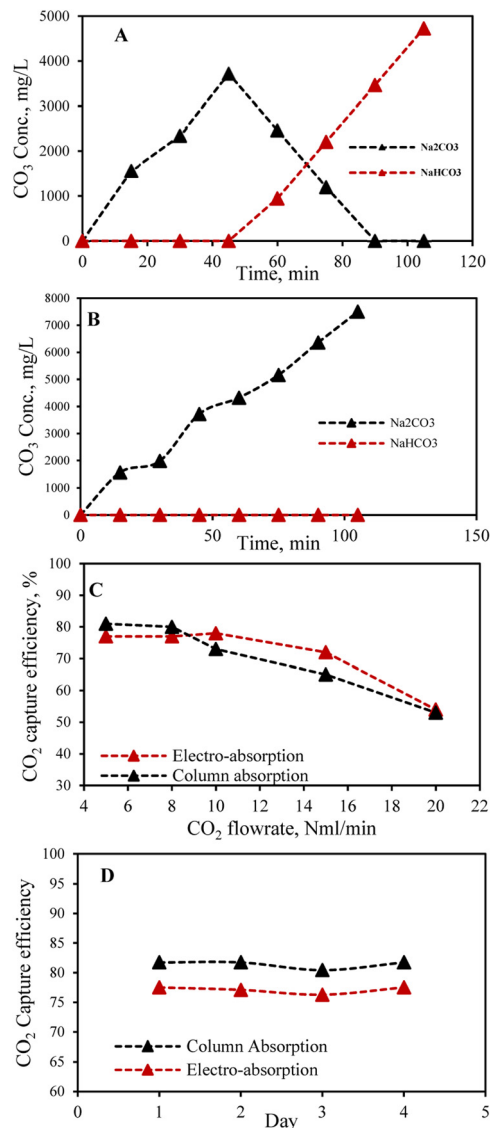 A
CO3 Conc., mg/L
5000
4000
3000
2000
1000
0
Na2CO3
NaHCO3
0 20 40 60 80 100 120
Time, min
B
CO3 Conc., mg/L
8000
7000
6000
5000
4000
3000
2000
1000
0
Na2CO3
NaHCO3
0 50 100 150
Time, min
C
CO2 capture efficiency, %
100
90
80
70
60
50
40
30
Electro-absorption
Column absorption
4 6 8 10 12 14 16 18 20 22
CO2 flowrate, Nml/min
D
CO2 Capture efficiency
100
95
90
85
80
75
70
65
60
Column Absorption
Electro-absorption
0 1 2 3 4 5
Day